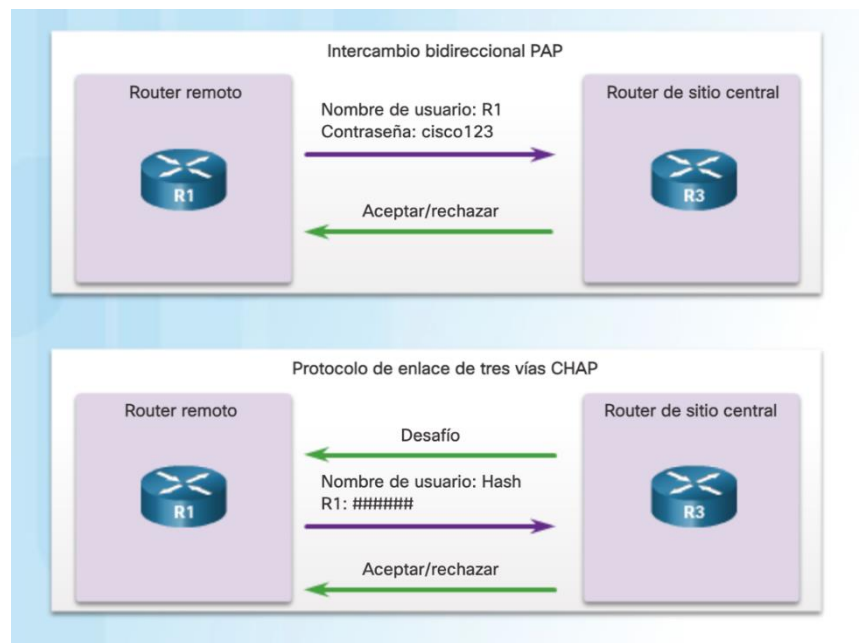 Intercambio bidireccional PAP
Router remoto
R1
Nombre de usuario: R1
Contraseña: cisco123
Aceptar/rechazar
Router de sitio central
R3
Protocolo de enlace de tres vías CHAP
Router remoto
R1
Desafío
Nombre de usuario: Hash
R1: ######
Aceptar/rechazar
Router de sitio central
R3